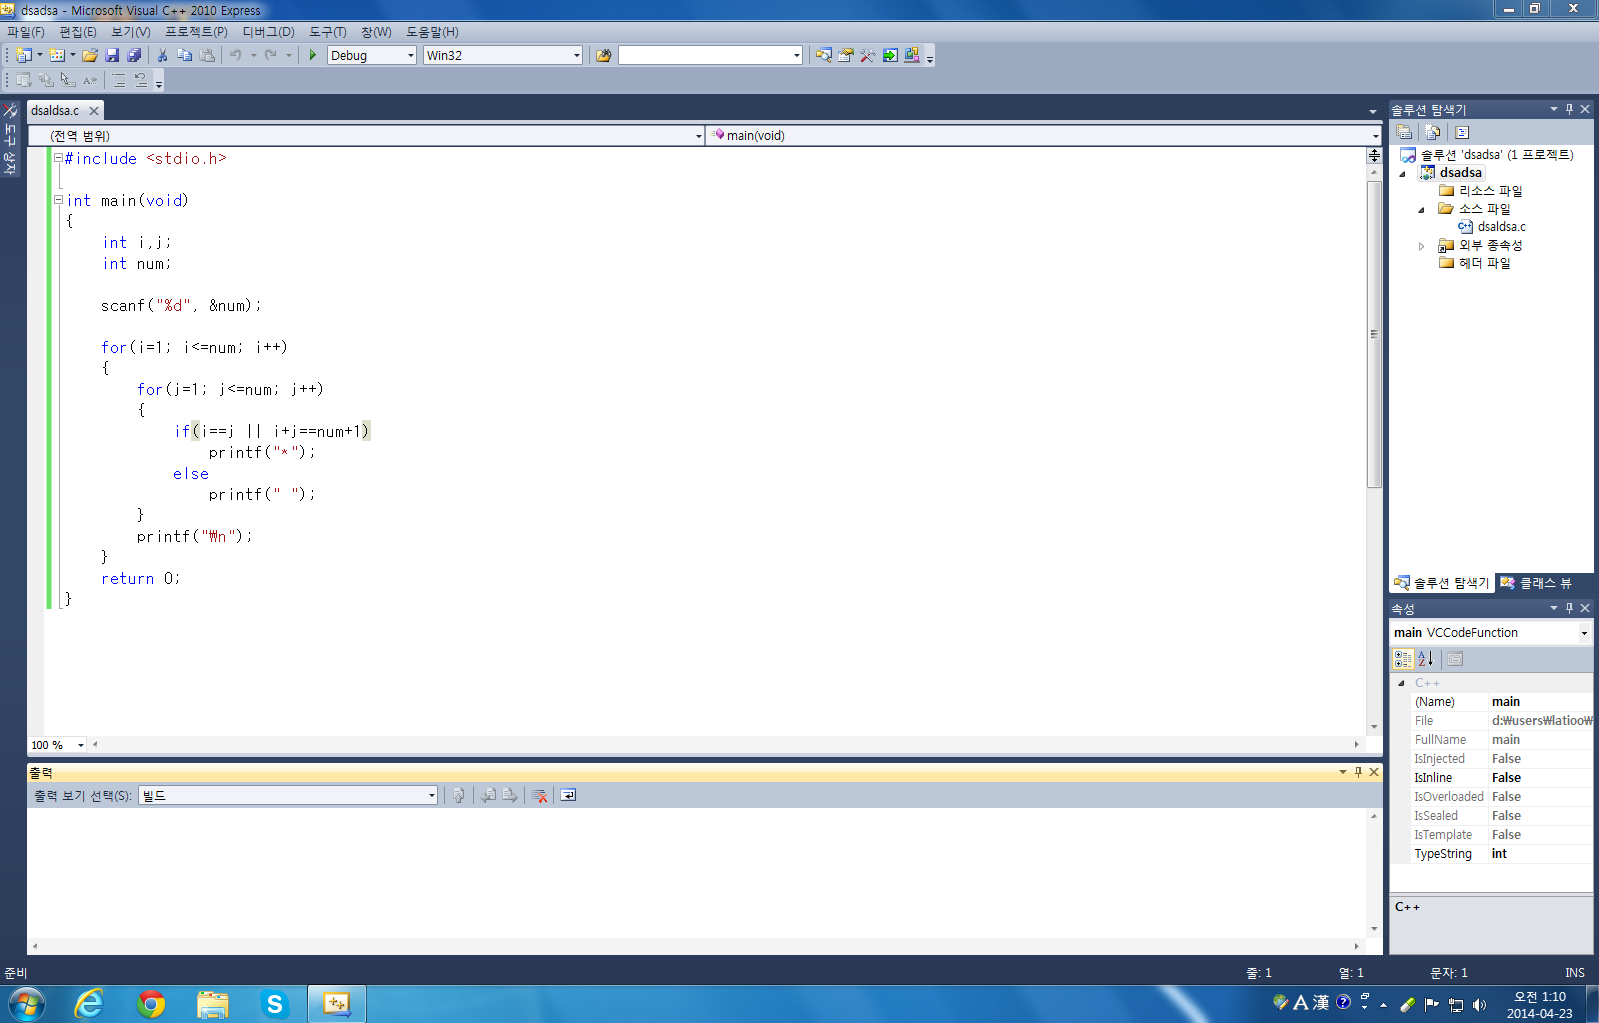 dsadsa - Microsoft Visual C++ 2010 Express
파일(F) 편집(E) 보기(V) 프로젝트(P) 디버그(D) 도구(T) 창(W) 도움말(H)
Debug Win32
도구 상자
dsaldsa.c
(전역 범위) main(void)
#include <stdio.h>
int main(void)
{
int i,j;
int num;
scanf("%d", &num);
for(i=1; i<=num; i++)
{
for(j=1; j<=num; j++)
{
if(i==j || i+j==num+1)
printf("*");
else
printf(" ");
}
printf("₩n");
}
return 0;
}
100 %
출력
출력 보기 선택(S): 빌드
솔루션 탐색기
솔루션 'dsadsa' (1 프로젝트)
dsadsa
리소스 파일
소스 파일
dsaldsa.c
외부 종속성
헤더 파일
솔루션 탐색기 클래스 뷰
속성
main VCCodeFunction
C++
(Name) main
File d:₩users₩latioo₩
FullName main
IsInjected False
IsInline False
IsOverloaded False
IsSealed False
IsTemplate False
TypeString int
C++
준비 줄: 1 열: 1 문자: 1 INS
A 漢
오전 1:10
2014-04-23